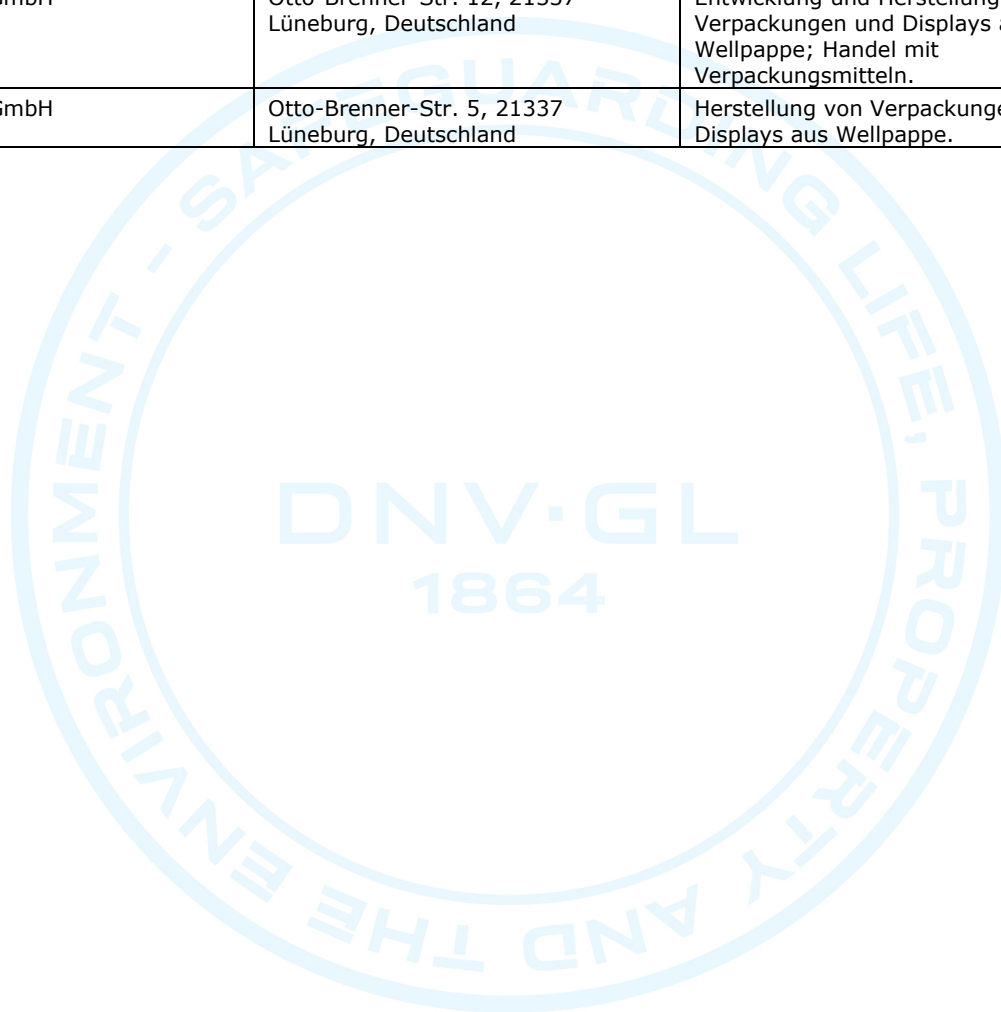 GmbH
Otto-Brenner-Str. 12, 21337
Entwicklung und Herstellung
Lüneburg, Deutschland
Verpackungen und Displays
Wellpappe; Handel mit
Verpackungsmitteln.
GmbH
Otto-Brenner-Str. 5, 21337
Herstellung von
Lüneburg, Deutschland
Displays aus Wellpappe.
SAFEGUARDING LIFE, PROPERTY AND THE ENVIRONMENT -
DNV·GL
1864